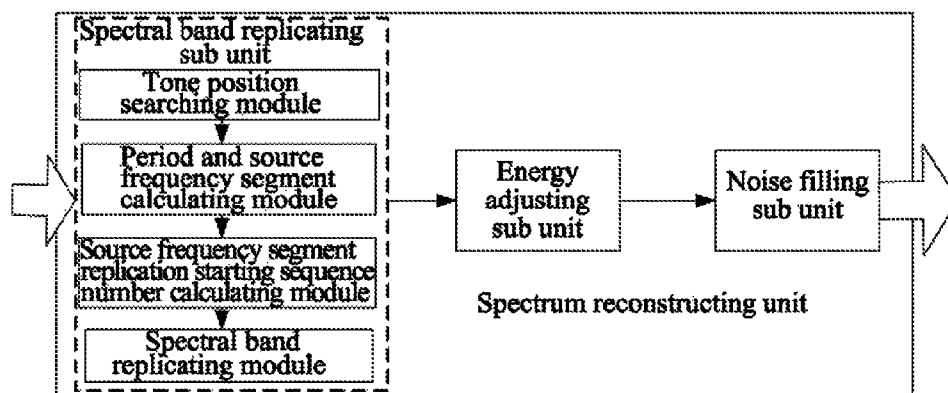 Spectral band replicating
sub unit
Tone position
searching module
Period and source
frequency segment
calculating module
Source frequency segment
replication starting sequence
number calculating module
Spectral band
replicating module
Energy
adjusting
sub unit
Noise filling
sub unit
Spectrum reconstructing unit